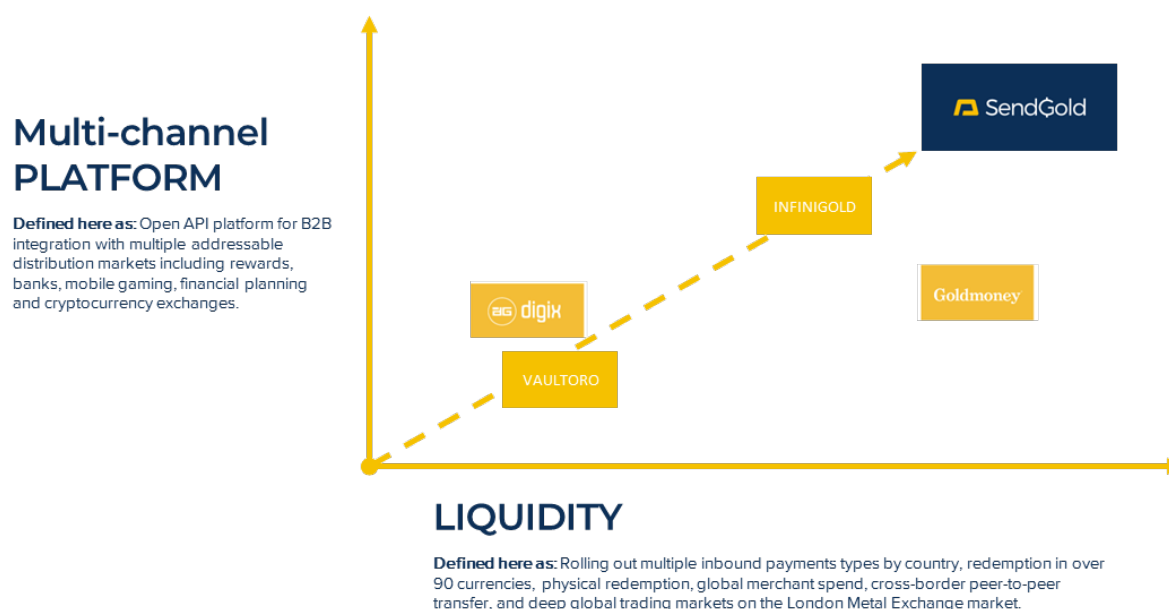 Multi-channel
PLATFORM
Defined here as: Open API platform for B2B
integration with multiple addressable
distribution markets including rewards,
banks, mobile gaming, financial planning
and cryptocurrency exchanges.
SendGold
INFINIGOLD
Goldmoney
DG digix
VAULTORO
LIQUIDITY
Defined here as: Rolling out multiple inbound payments types by country, redemption in over
90 currencies, physical redemption, global merchant spend, cross-border peer-to-peer
transfer, and deep global trading markets on the London Metal Exchange market.